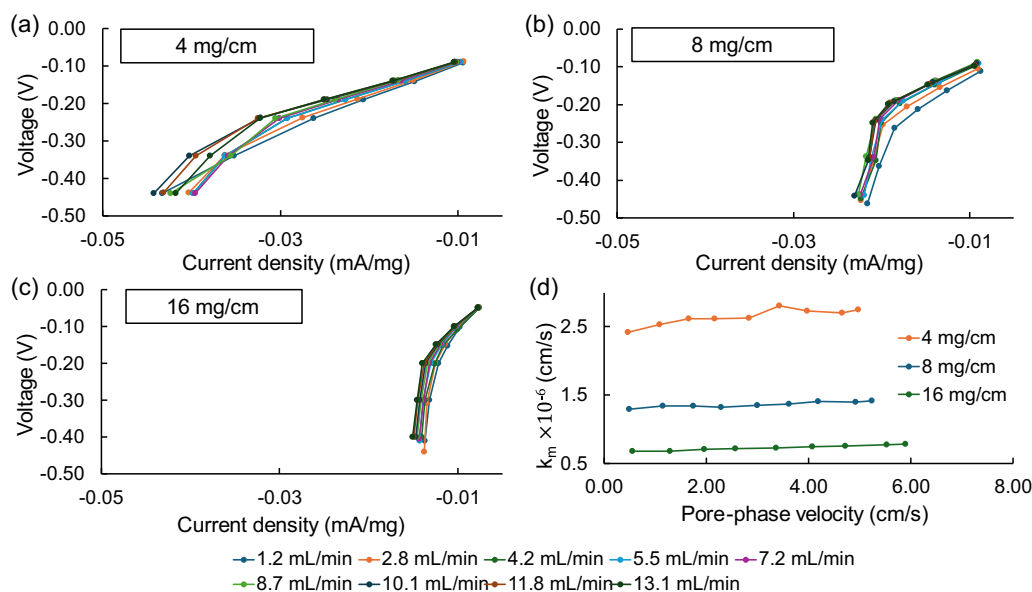 (a)
4 mg/cm
0.00
-0.10
-0.20
-0.30
-0.40
-0.50
Voltage (V)
-0.05
-0.03
-0.01
Current density (mA/mg)
(b)
8 mg/cm
0.00
-0.10
-0.20
-0.30
-0.40
-0.50
Voltage (V)
-0.05
-0.03
-0.01
Current density (mA/mg)
(c)
16 mg/cm
0.00
-0.10
-0.20
-0.30
-0.40
-0.50
Voltage (V)
-0.05
-0.03
-0.01
Current density (mA/mg)
(d)
2.5
1.5
0.5
kₘ ×10⁻⁶ (cm/s)
4 mg/cm
8 mg/cm
16 mg/cm
0.00
2.00
4.00
6.00
8.00
Pore-phase velocity (cm/s)
1.2 mL/min
2.8 mL/min
4.2 mL/min
5.5 mL/min
7.2 mL/min
8.7 mL/min
10.1 mL/min
11.8 mL/min
13.1 mL/min